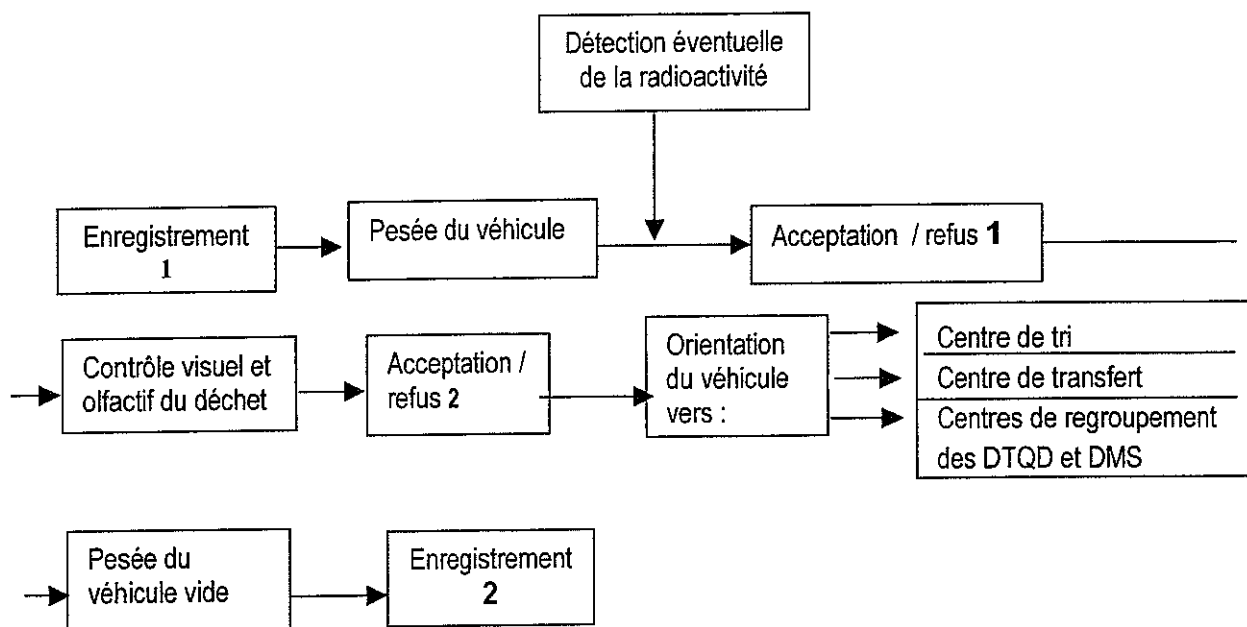 Détection éventuelle
de la radioactivité
Enregistrement
1
Pesée du véhicule
Acceptation / refus 1
Contrôle visuel et
olfactif du déchet
Acceptation /
refus 2
Orientation
du véhicule
vers :
Centre de tri
Centre de transfert
Centres de regroupement
des DTQD et DMS
Pesée du
véhicule vide
Enregistrement
2